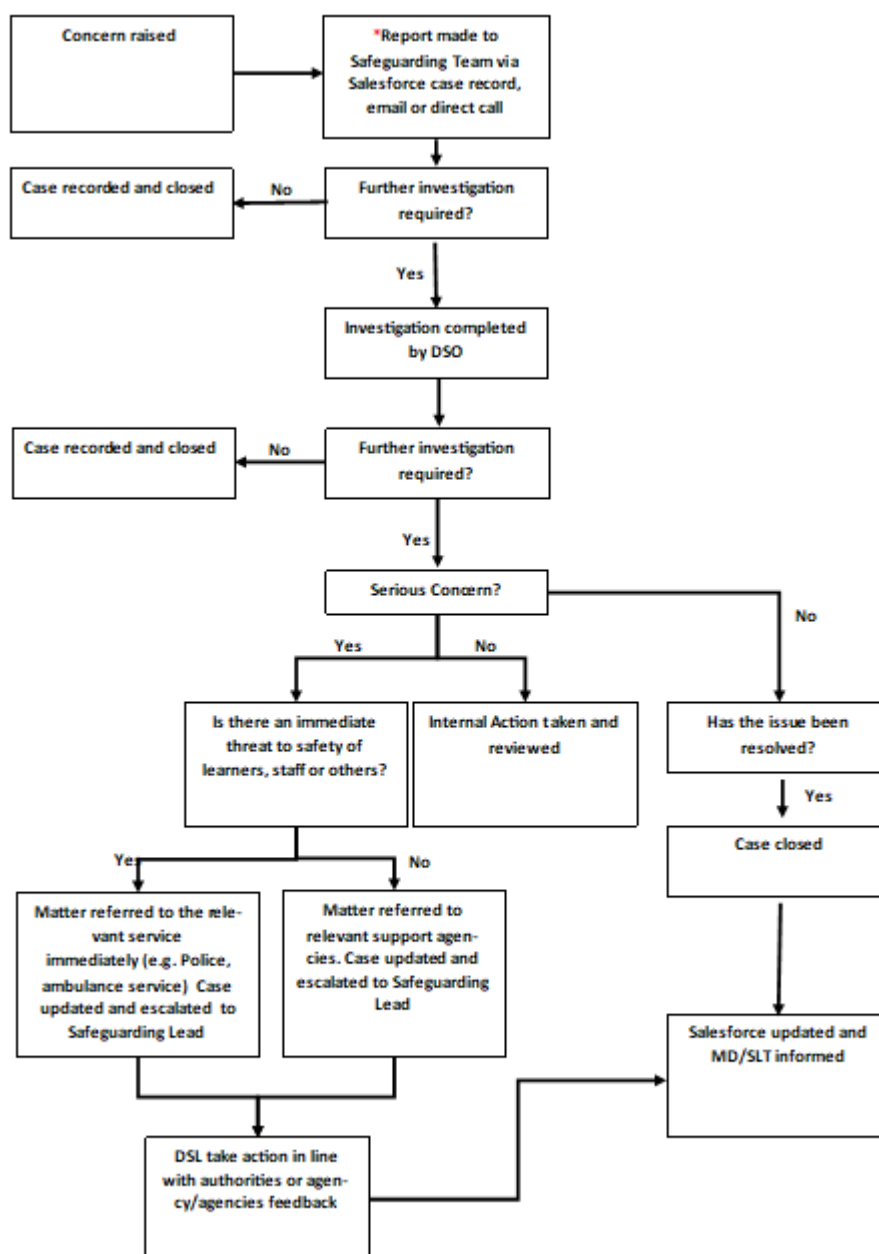 Concern raised
*Report made to
Safeguarding Team via
Salesforce case record,
email or direct call
Case recorded and closed
No
Further investigation
required?
Yes
Investigation completed
by DSO
Case recorded and closed
No
Further investigation
required?
Yes
Serious Concern?
No
Yes
No
Is there an immediate
threat to safety of
learners, staff or others?
Internal Action taken and
reviewed
Has the issue been
resolved?
Yes
Case closed
Yes
No
Matter referred to the rele-
vant service
immediately (e.g. Police,
ambulance service) Case
updated and escalated to
Safeguarding Lead
Matter referred to
relevant support agen-
cies. Case updated and
escalated to Safeguarding
Lead
Salesforce updated and
MD/SLT informed
DSL take action in line
with authorities or agen-
cy/agencies feedback